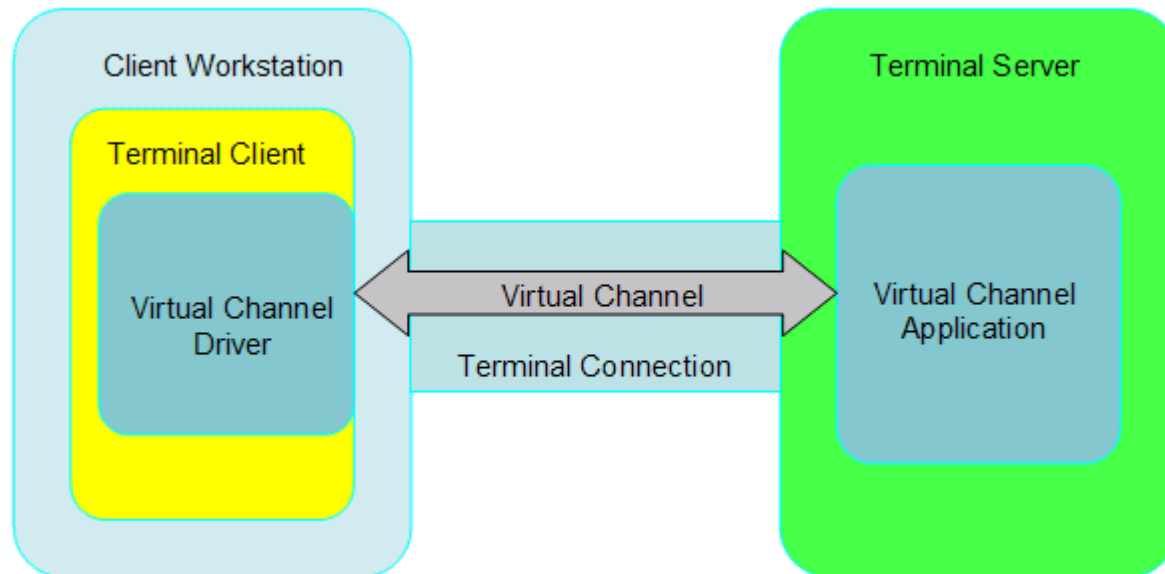 Client Workstation
Terminal Server
Terminal Client
Virtual Channel
Driver
Virtual Channel
Terminal Connection
Virtual Channel
Application